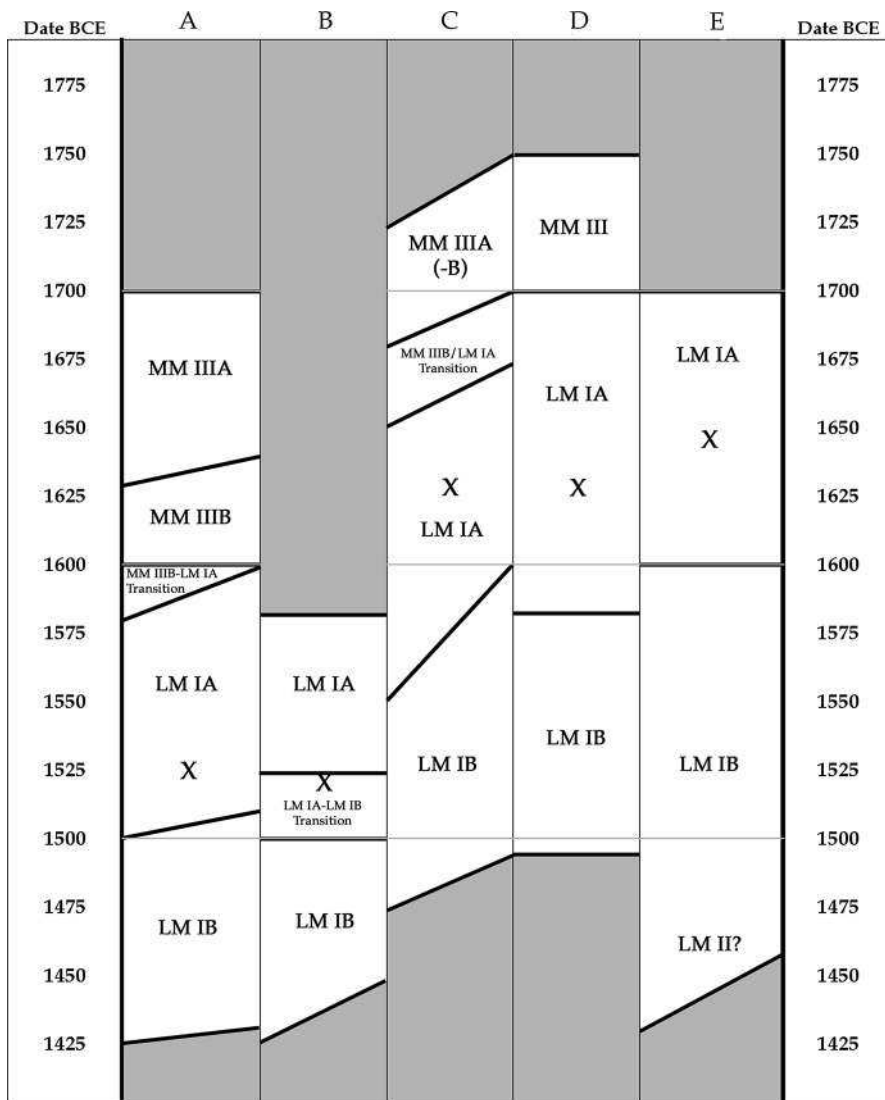 Date BCE A B C D E Date BCE
1775 1775
1750 1750
1725 MM IIIA MM III 1725
(-B)
1700 1700
1675 MM IIIA MM IIIB/LM IA LM IA 1675
Transition
LM IA
1650 X 1650
X X
1625 MM IIIB LM IA 1625
1600 1600
MM IIIB-LM IA
Transition
1575 1575
LM IA LM IA
1550 1550
LM IB
1525 X X LM IB LM IB 1525
LM IA-LM IB
Transition
1500 1500
1475 1475
LM IB LM IB
LM II?
1450 1450
1425 1425